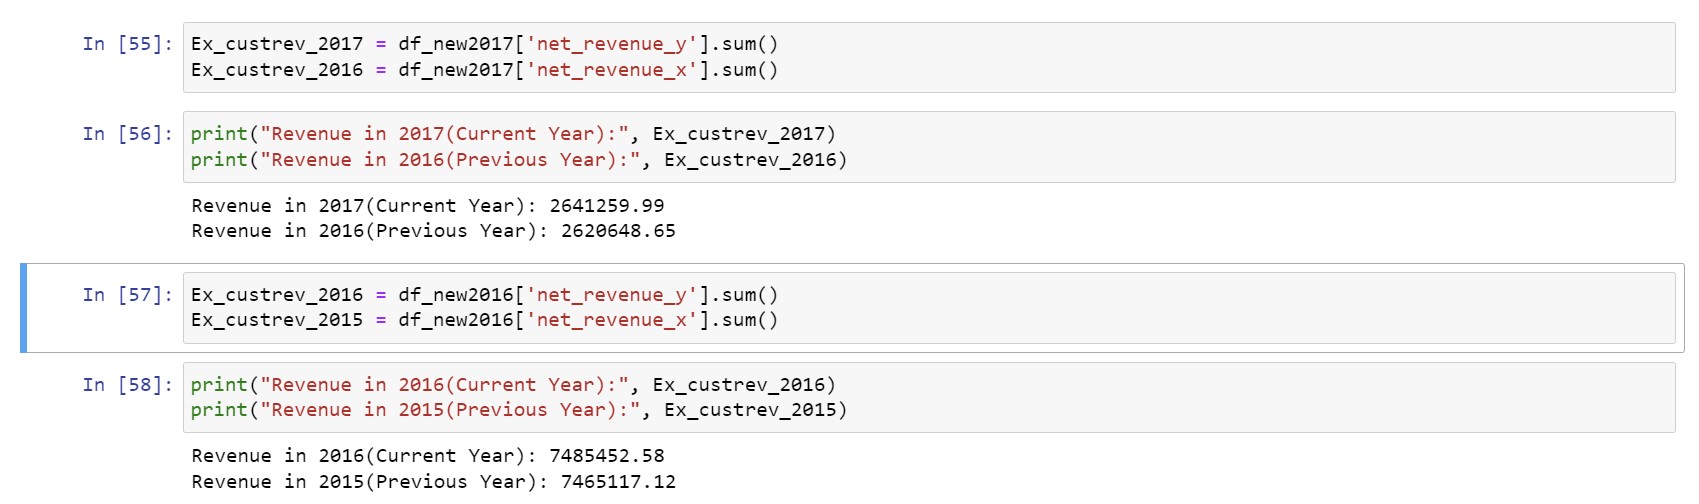 In [55]: Ex_custrev_2017 = df_new2017['net_revenue_y'].sum()
Ex_custrev_2016 = df_new2017['net_revenue_x'].sum()
In [56]: print("Revenue in 2017(Current Year):", Ex_custrev_2017)
print("Revenue in 2016(Previous Year):", Ex_custrev_2016)
Revenue in 2017(Current Year): 2641259.99
Revenue in 2016(Previous Year): 2620648.65
In [57]: Ex_custrev_2016 = df_new2016['net_revenue_y'].sum()
Ex_custrev_2015 = df_new2016['net_revenue_x'].sum()
In [58]: print("Revenue in 2016(Current Year):", Ex_custrev_2016)
print("Revenue in 2015(Previous Year):", Ex_custrev_2015)
Revenue in 2016(Current Year): 7485452.58
Revenue in 2015(Previous Year): 7465117.12